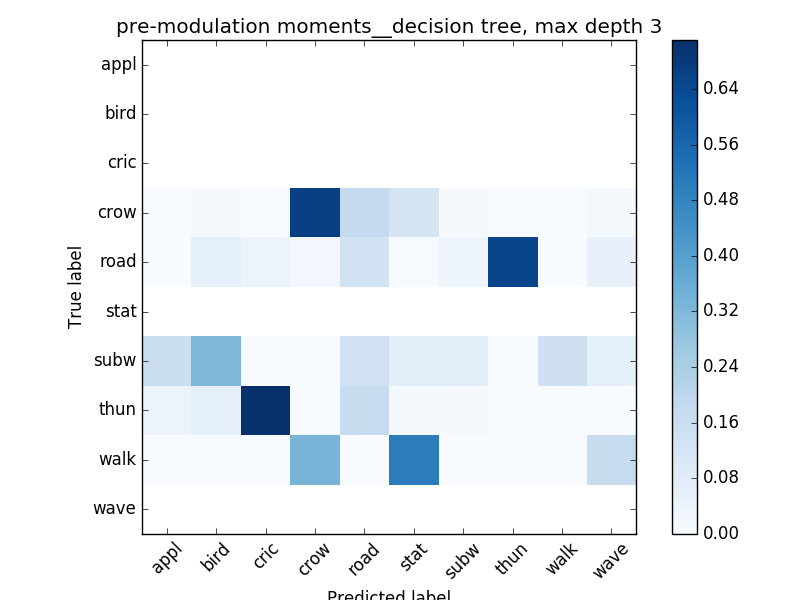 pre-modulation moments__decision tree, max depth 3
True label
appl
bird
cric
crow
road
stat
subw
thun
walk
wave
appl bird cric crow road stat subw thun walk wave
Predicted label
0.64
0.56
0.48
0.40
0.32
0.24
0.16
0.08
0.00